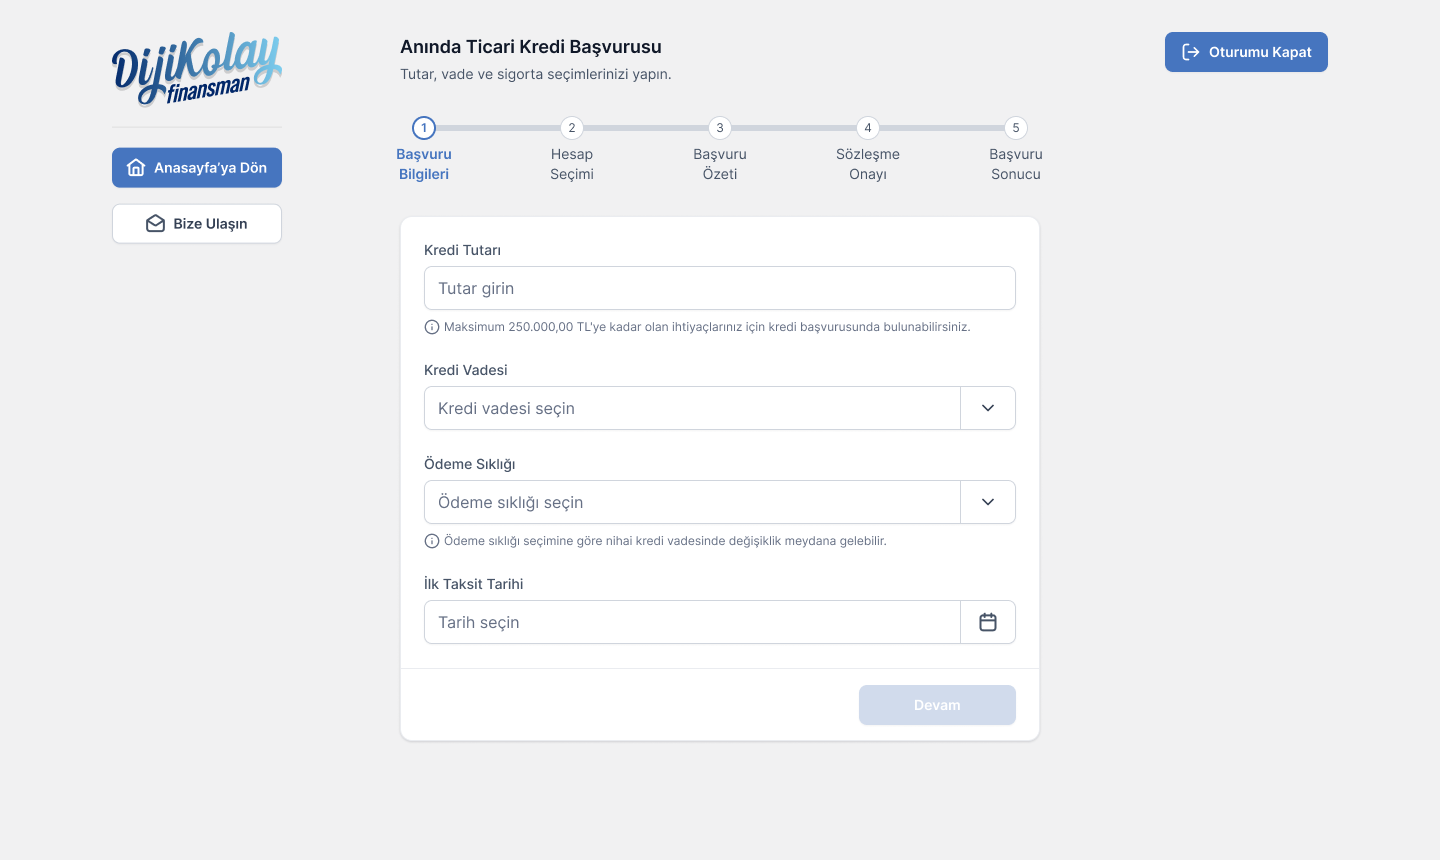 DijiKolay
finansman
Anasayfa'ya Dön
Bize Ulaşın
Anında Ticari Kredi Başvurusu
Tutar, vade ve sigorta seçimlerinizi yapın.
Oturumu Kapat
1
Başvuru
Bilgileri
2
Hesap
Seçimi
3
Başvuru
Özeti
4
Sözleşme
Onayı
5
Başvuru
Sonucu
Kredi Tutarı
Tutar girin
Maksimum 250.000,00 TL'ye kadar olan ihtiyaçlarınız için kredi başvurusunda bulunabilirsiniz.
Kredi Vadesi
Kredi vadesi seçin
Ödeme Sıklığı
Ödeme sıklığı seçin
Ödeme sıklığı seçimine göre nihai kredi vadesinde değişiklik meydana gelebilir.
İlk Taksit Tarihi
Tarih seçin
Devam